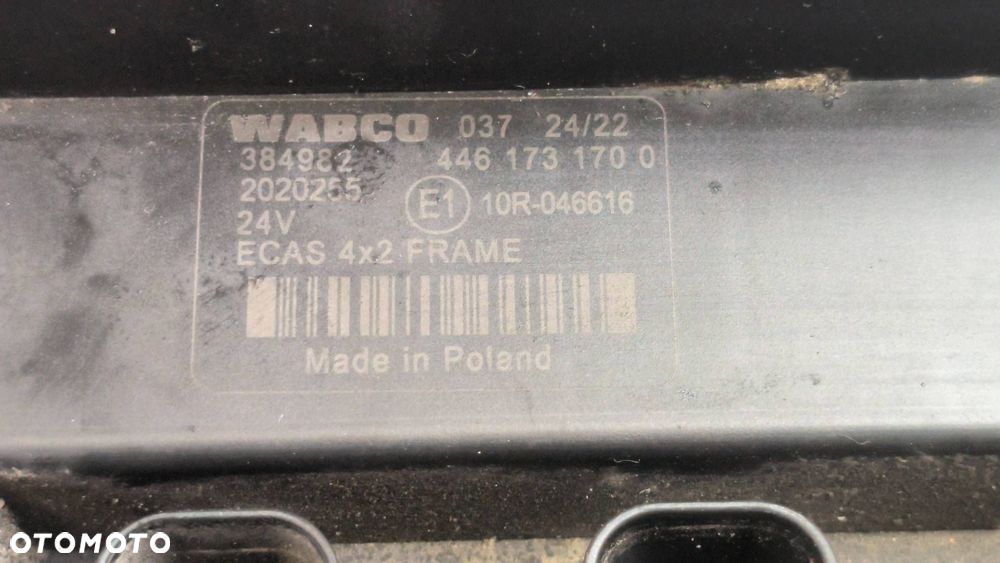 WABCO 037 24/22
384982 446 173 170 0
2020255
24V E1 10R-046616
ECAS 4x2 FRAME
Made in Poland
OTOMOTO